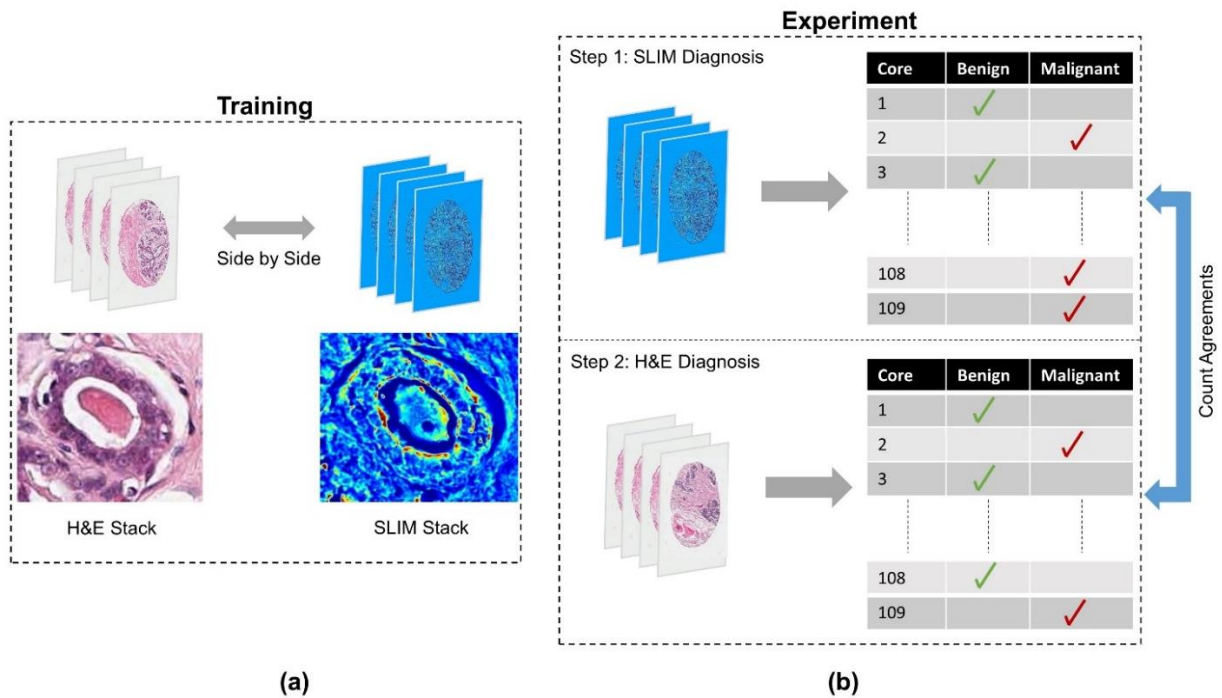 Training
Side by Side
H&E Stack
SLIM Stack
(a)
Experiment
Step 1: SLIM Diagnosis
Core Benign Malignant
1 ✓
2 ✓
3 ✓
108 ✓
109 ✓
Step 2: H&E Diagnosis
Core Benign Malignant
1 ✓
2 ✓
3 ✓
108 ✓
109 ✓
Count Agreements
(b)